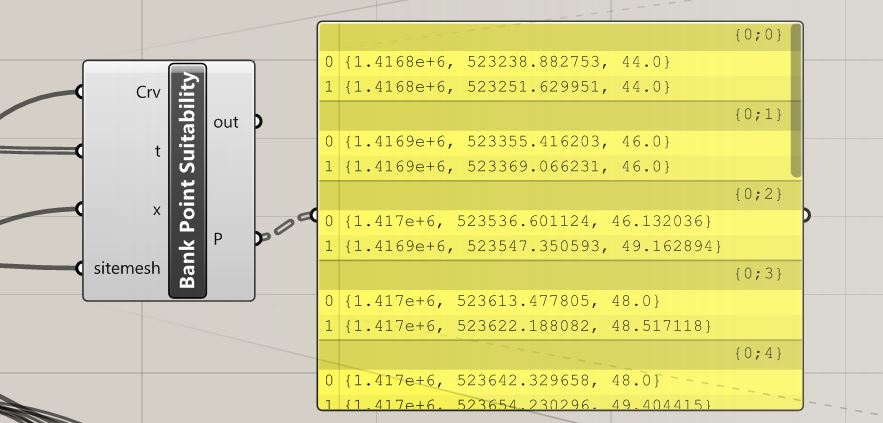 Crv
t
x
sitemesh
Bank Point Suitability
out
P
{0;0}
0 {1.4168e+6, 523238.882753, 44.0}
1 {1.4168e+6, 523251.629951, 44.0}
{0;1}
0 {1.4169e+6, 523355.416203, 46.0}
1 {1.4169e+6, 523369.066231, 46.0}
{0;2}
0 {1.417e+6, 523536.601124, 46.132036}
1 {1.4169e+6, 523547.350593, 49.162894}
{0;3}
0 {1.417e+6, 523613.477805, 48.0}
1 {1.417e+6, 523622.188082, 48.517118}
{0;4}
0 {1.417e+6, 523642.329658, 48.0}
1 {1.417e+6, 523654.230296, 49.404415}